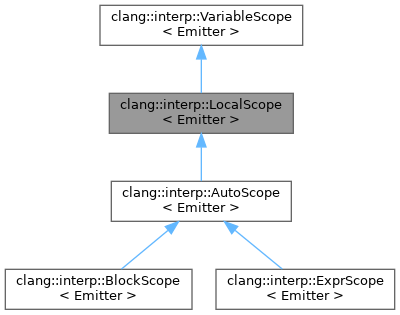 clang::interp::VariableScope
< Emitter >
clang::interp::LocalScope
< Emitter >
clang::interp::AutoScope
< Emitter >
clang::interp::BlockScope
< Emitter >
clang::interp::ExprScope
< Emitter >